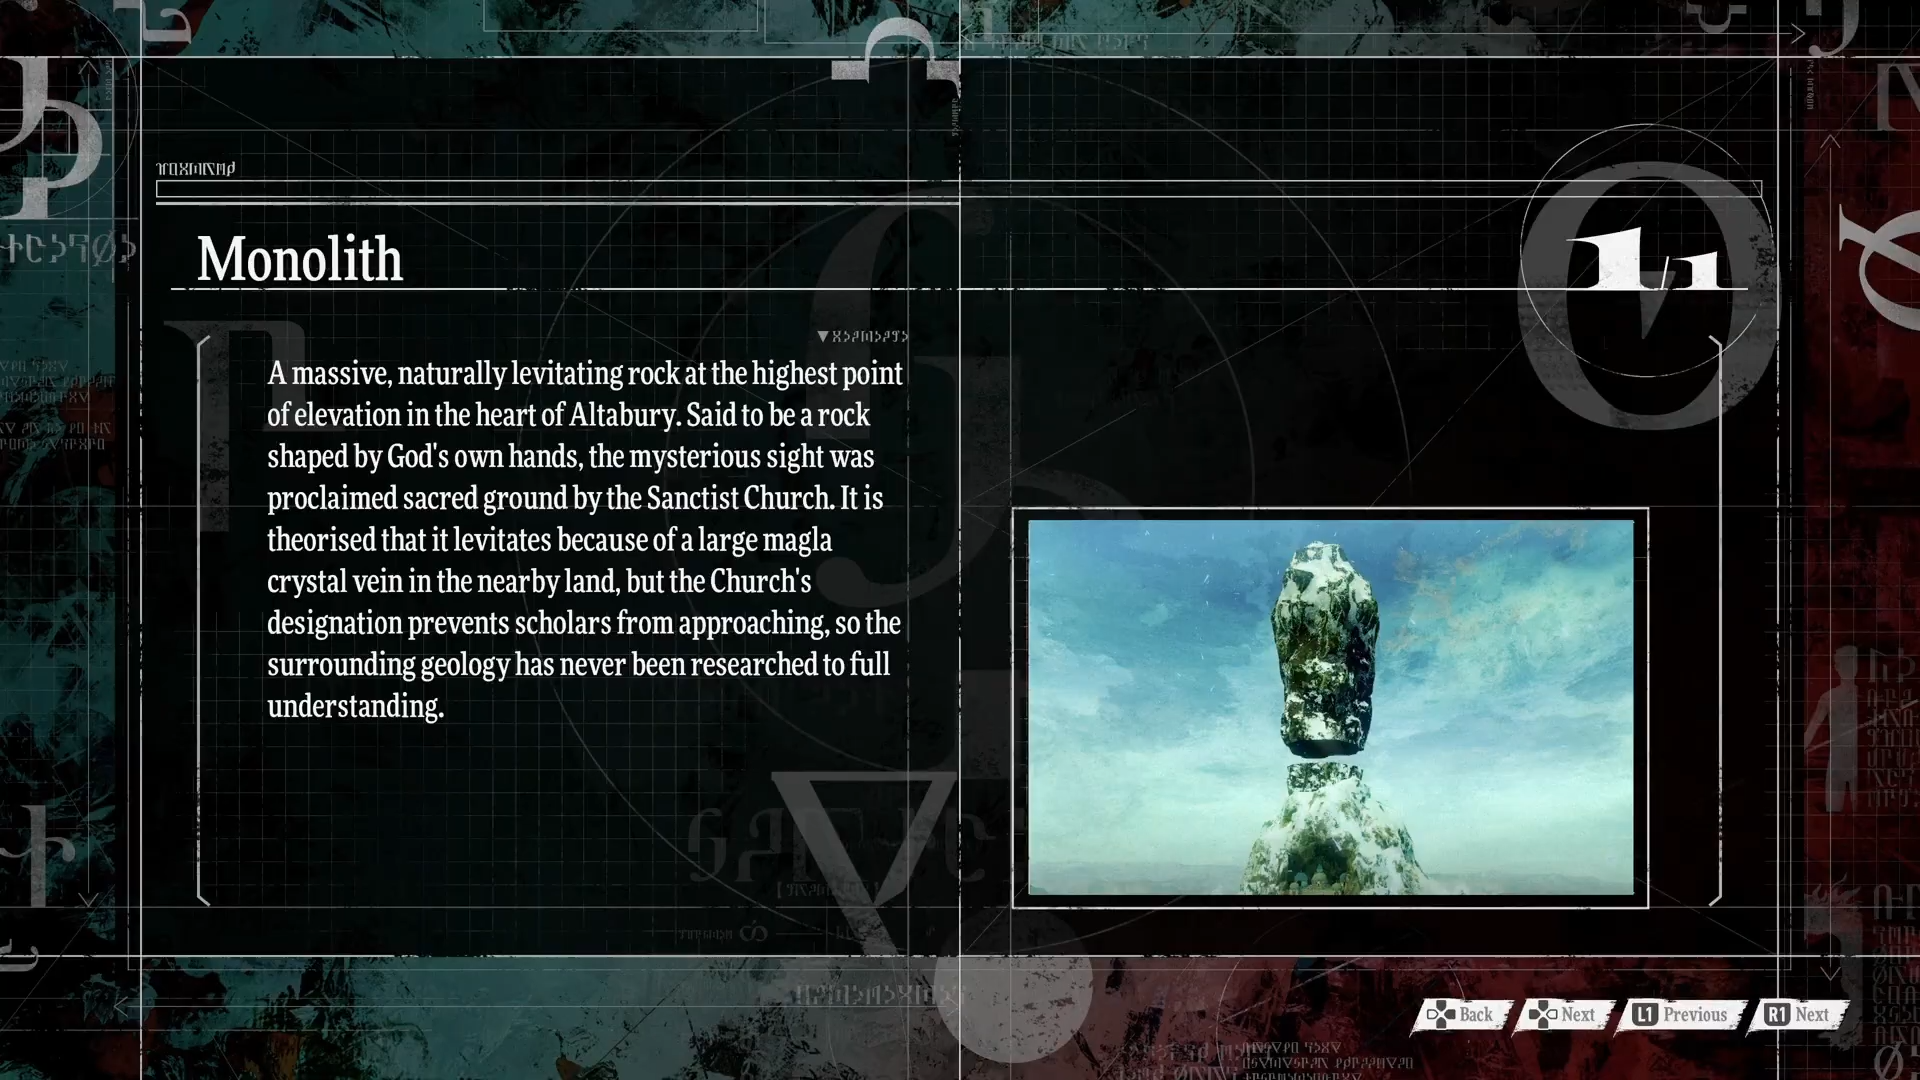 Monolith
1/1
A massive, naturally levitating rock at the highest point
of elevation in the heart of Altabury. Said to be a rock
shaped by God's own hands, the mysterious sight was
proclaimed sacred ground by the Sanctist Church. It is
theorised that it levitates because of a large magla
crystal vein in the nearby land, but the Church's
designation prevents scholars from approaching, so the
surrounding geology has never been researched to full
understanding.
Back
Next
L1 Previous
R1 Next